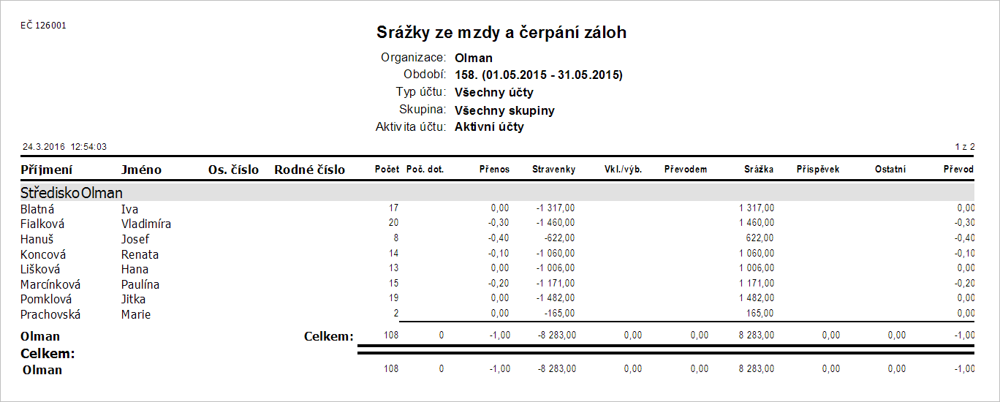 EČ 126001
Srážky ze mzdy a čerpání záloh
Organizace: Olman
Období: 158. (01.05.2015 - 31.05.2015)
Typ účtu: Všechny účty
Skupina: Všechny skupiny
Aktivita účtu: Aktivní účty
24.3.2016 12:54:03 1 z 2
Příjmení Jméno Os. číslo Rodné číslo Počet Poč. dot. Přenos Stravenky Vkl./výb. Převodem Srážka Příspěvek Ostatní Převod
Středisko Olman
Blatná Iva 17 0,00 -1 317,00 1 317,00 0,00
Fialková Vladimíra 20 -0,30 -1 460,00 1 460,00 -0,30
Hanuš Josef 8 -0,40 -622,00 622,00 -0,40
Koncová Renata 14 -0,10 -1 060,00 1 060,00 -0,10
Lišková Hana 13 0,00 -1 006,00 1 006,00 0,00
Marcínková Paulína 15 -0,20 -1 171,00 1 171,00 -0,20
Pomklová Jitka 19 0,00 -1 482,00 1 482,00 0,00
Prachovská Marie 2 0,00 -165,00 165,00 0,00
Olman Celkem: 108 0 -1,00 -8 283,00 0,00 0,00 8 283,00 0,00 0,00 -1,00
Celkem:
Olman 108 0 -1,00 -8 283,00 0,00 0,00 8 283,00 0,00 0,00 -1,00